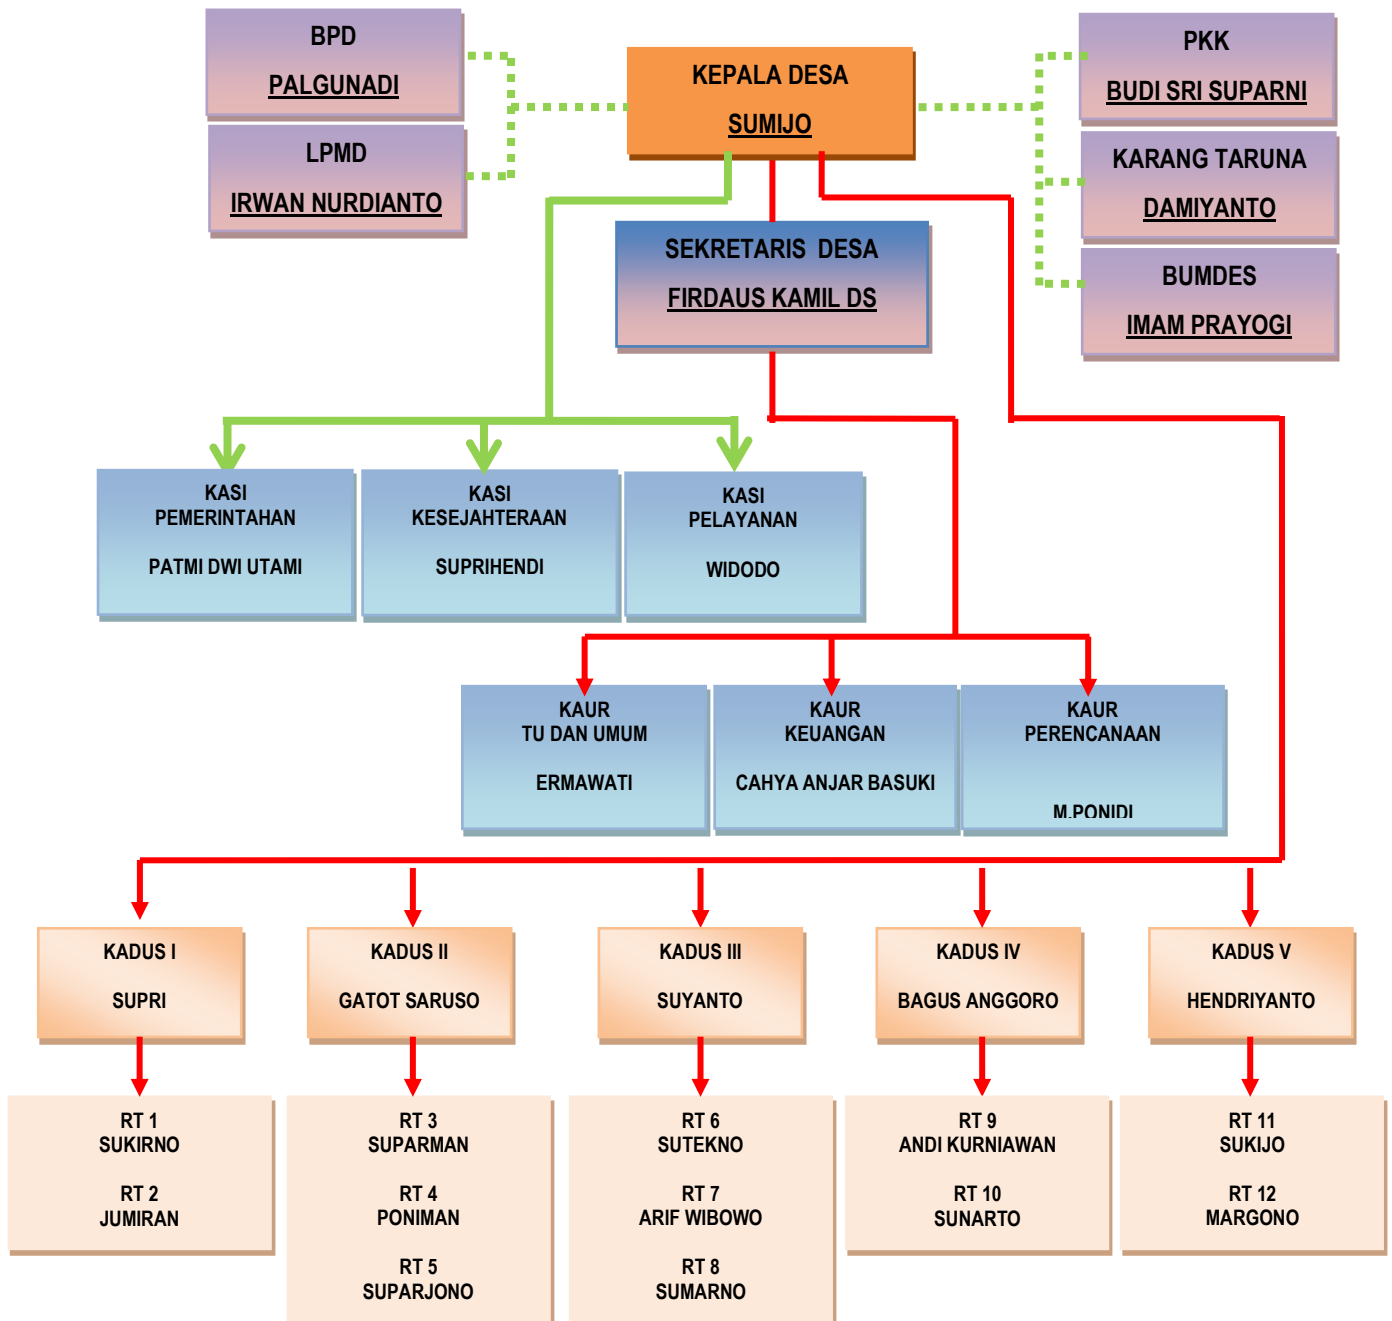 BPD
PALGUNADI
LPMD
IRWAN NURDIANTO
KEPALA DESA
SUMIJO
PKK
BUDI SRI SUPARNI
KARANG TARUNA
DAMIYANTO
BUMDES
IMAM PRAYOGI
SEKRETARIS DESA
FIRDAUS KAMIL DS
KASI
PEMERINTAHAN
PATMI DWI UTAMI
KASI
KESEJAHTERAAN
SUPRIHENDI
KASI
PELAYANAN
WIDODO
KAUR
TU DAN UMUM
ERMAWATI
KAUR
KEUANGAN
CAHYA ANJAR BASUKI
KAUR
PERENCANAAN
M.PONIDI
KADUS I
SUPRI
KADUS II
GATOT SARUSO
KADUS III
SUYANTO
KADUS IV
BAGUS ANGGORO
KADUS V
HENDRIYANTO
RT 1
SUKIRNO
RT 2
JUMIRAN
RT 3
SUPARMAN
RT 4
PONIMAN
RT 5
SUPARJONO
RT 6
SUTEKNO
RT 7
ARIF WIBOWO
RT 8
SUMARNO
RT 9
ANDI KURNIAWAN
RT 10
SUNARTO
RT 11
SUKIJO
RT 12
MARGONO